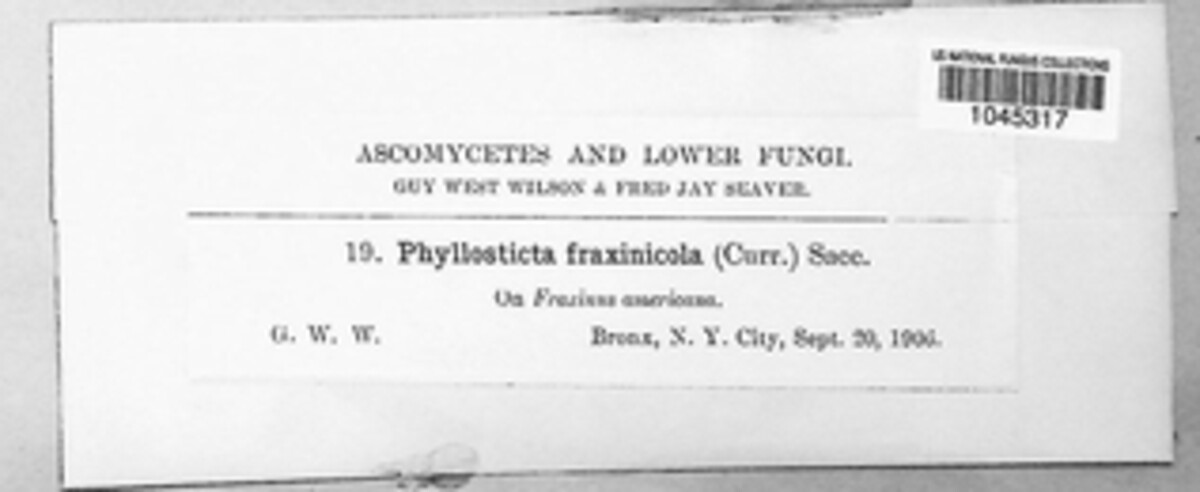 US NATIONAL FUNGUS COLLECTIONS
1045317
ASCOMYCETES AND LOWER FUNGI.
GUY WEST WILSON & FRED JAY SEAVER.
19. Phyllosticta fraxinicola (Curr.) Sacc.
On Fraxinus americana.
G. W. W.
Bronx, N. Y. City, Sept. 20, 1906.